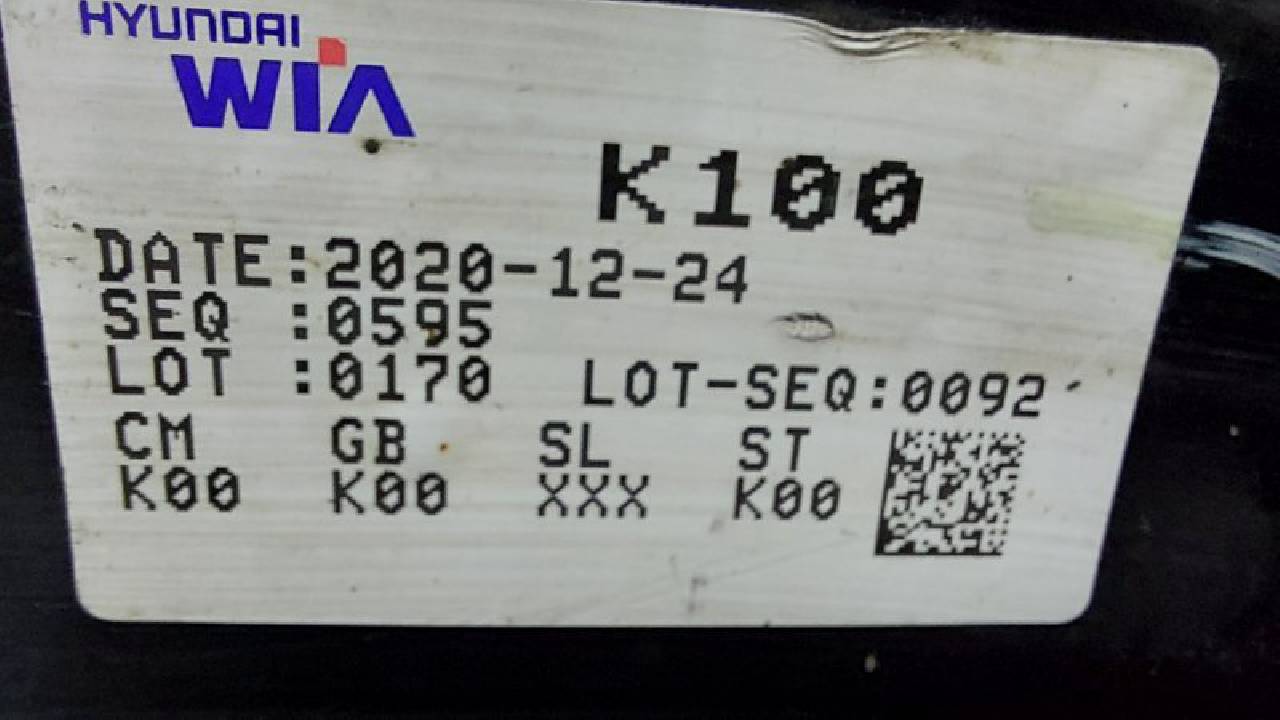 HYUNDAI
WIA
K100
DATE:2020-12-24
SEQ :0595
LOT :0170 LOT-SEQ:0092
CM GB SL ST
K00 K00 XXX K00